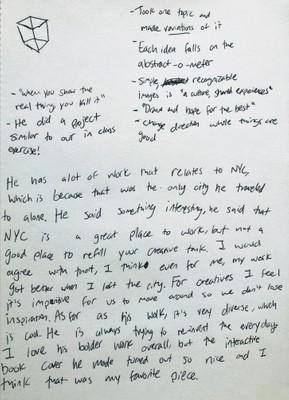 - Took one topic and
made variations of it
- Each idea falls on the
abstract-o-meter
- Simple recognizable
images is "a universal shared experiences"
- "Draw and hope for the best"
- change direction while things are
good
- "When you show the
real thing you kill it"
- He did a project
similar to our in class
exercise!
He has alot of work that relates to NYC,
which is because that was the only city he traveled
to alone. He said something interesting, he said that
NYC is a great place to work, but not a
good place to refill your creative tank. I would
agree with that, I think even for me, my work
got better when I left the city. For creatives I feel
it's imperative for us to move around so we don't lose
inspiration. As for as his work, it's very diverse, which
is cool. He is always trying to reinvent the everyday.
I love his bolder work overall, but the interactive
book cover he made turned out so nice and I
think that was my favorite piece.